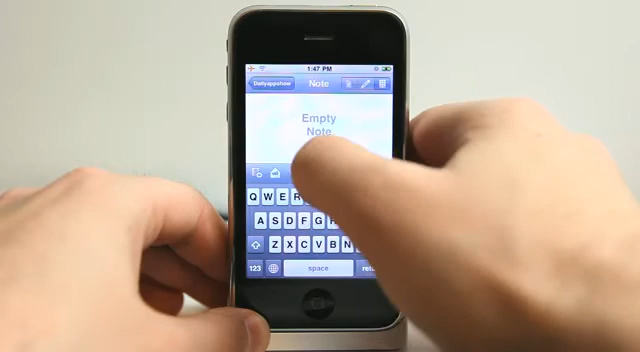 1:47 PM
Dailyappshow Note
Empty
Note
Q W E R
A S D F G
Z X C V B N
123 space